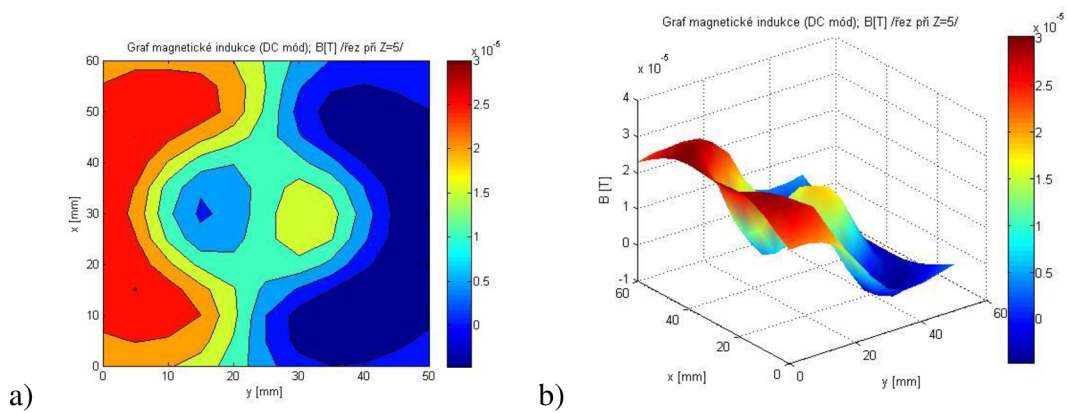 Graf magnetické indukce (DC mód); B[T] /řez při Z=5/
x 10⁻⁵
60
50
40
30
20
10
0
x [mm]
0 10 20 30 40 50
y [mm]
3
2.5
2
1.5
1
0.5
0
a)
Graf magnetické indukce (DC mód); B[T] /řez při Z=5/
x 10⁻⁵
x 10⁻⁵
4
3
2
1
0
-1
B [T]
60
40
20
0
x [mm]
0
20
40
60
y [mm]
3
2.5
2
1.5
1
0.5
0
b)